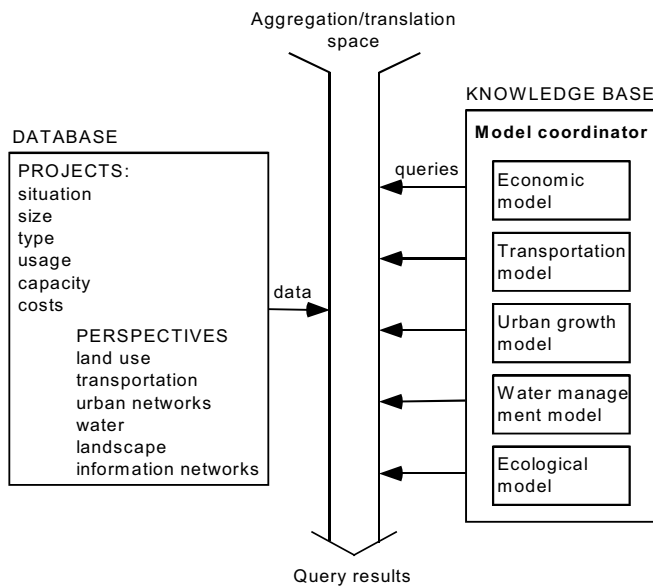 Aggregation/translation
space
DATABASE
PROJECTS:
situation
size
type
usage
capacity
costs
PERSPECTIVES
land use
transportation
urban networks
water
landscape
information networks
data
queries
KNOWLEDGE BASE
Model coordinator
Economic
model
Transportation
model
Urban growth
model
Water manage
ment model
Ecological
model
Query results